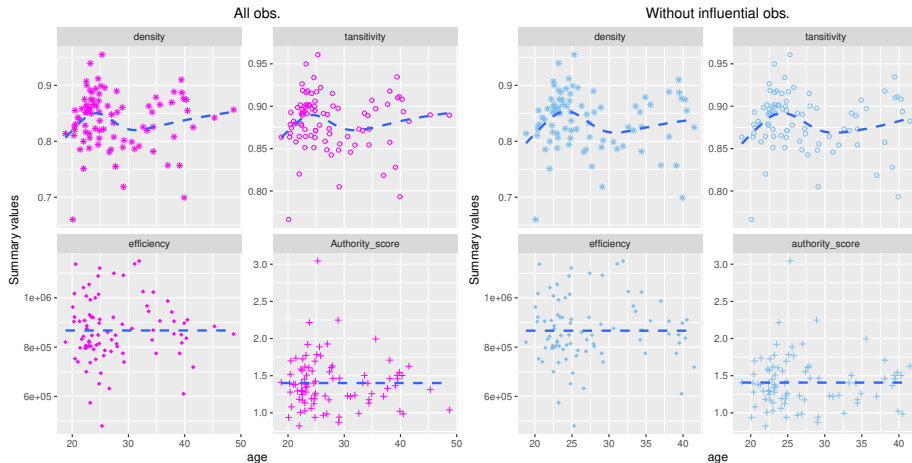 All obs.
Without influential obs.
density
tansitivity
density
tansitivity
0.9
0.8
0.7
0.95
0.90
0.85
0.80
0.9
0.8
0.7
0.95
0.90
0.85
0.80
Summary values
Summary values
efficiency
Authority_score
efficiency
authority_score
1e+06
8e+05
6e+05
3.0
2.5
2.0
1.5
1.0
1e+06
8e+05
6e+05
3.0
2.5
2.0
1.5
1.0
20 30 40 50
20 30 40 50
20 25 30 35 40
20 25 30 35 40
age
age